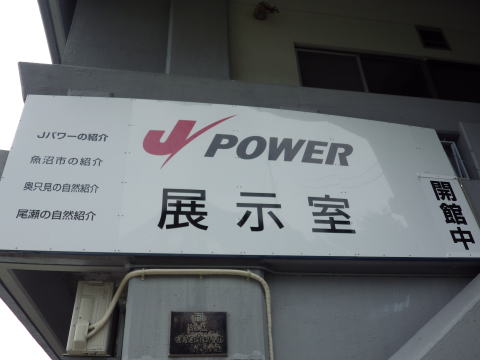 Jパワーの紹介
魚沼市の紹介
奥只見の自然紹介
尾瀬の自然紹介
J POWER
展示室
開館中